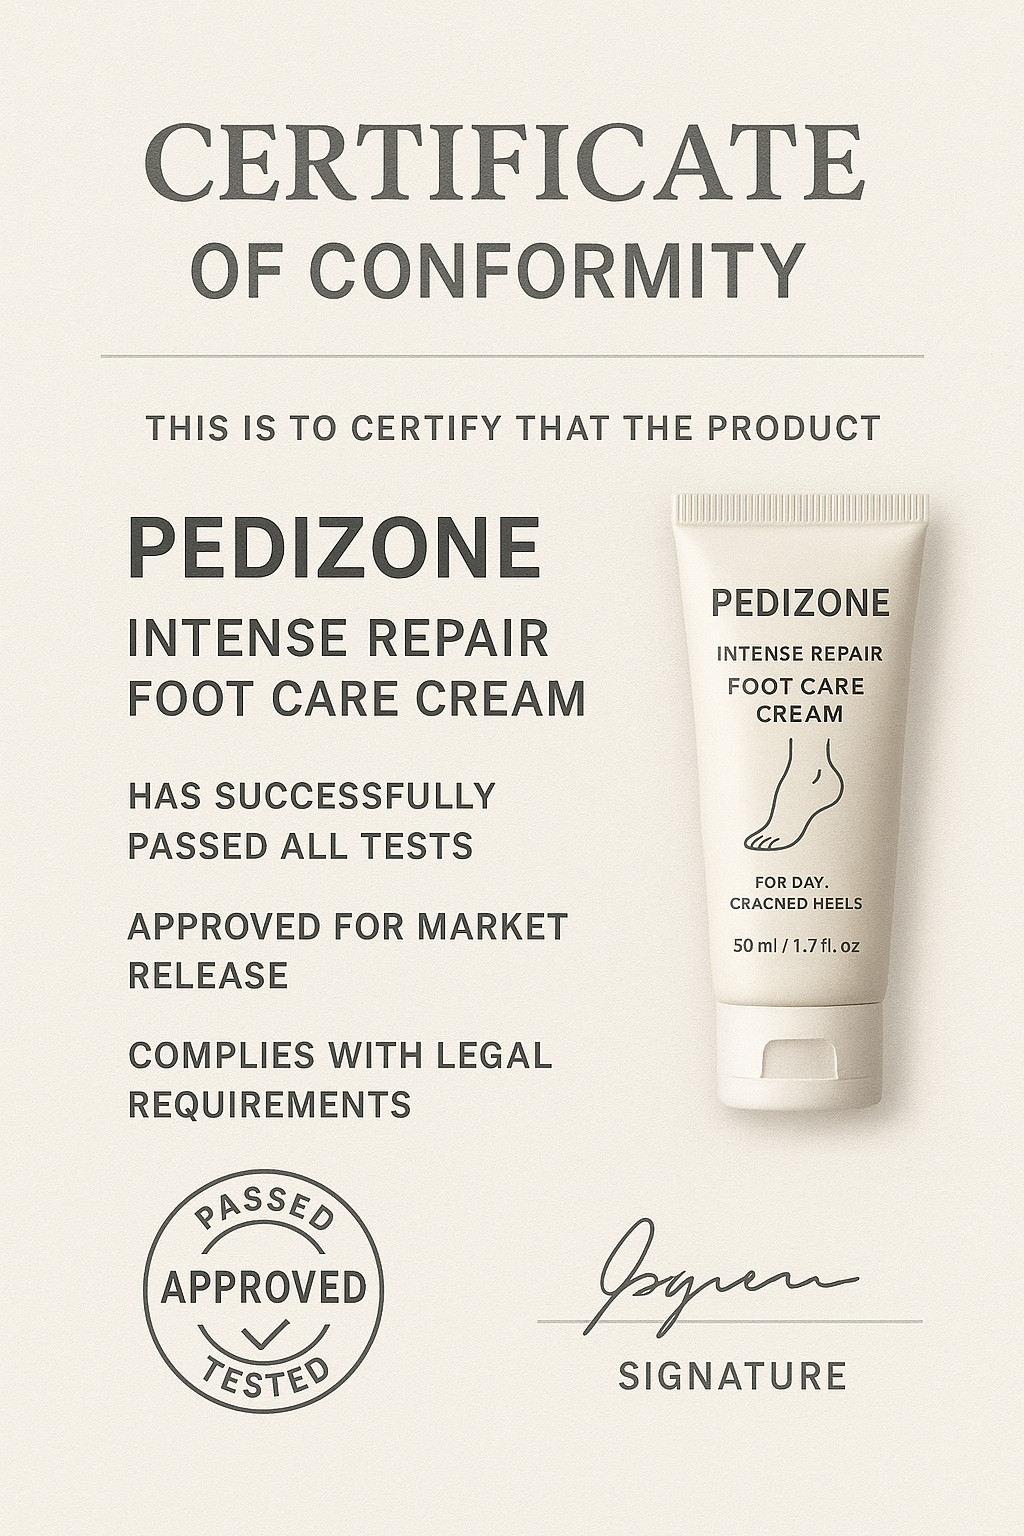 CERTIFICATE
OF CONFORMITY
THIS IS TO CERTIFY THAT THE PRODUCT
PEDIZONE
INTENSE REPAIR
FOOT CARE CREAM
HAS SUCCESSFULLY
PASSED ALL TESTS
APPROVED FOR MARKET
RELEASE
COMPLIES WITH LEGAL
REQUIREMENTS
PEDIZONE
INTENSE REPAIR
FOOT CARE
CREAM
FOR DAY.
CRACNED HEELS
50 ml / 1.7 fl. oz
PASSED
APPROVED
TESTED
SIGNATURE